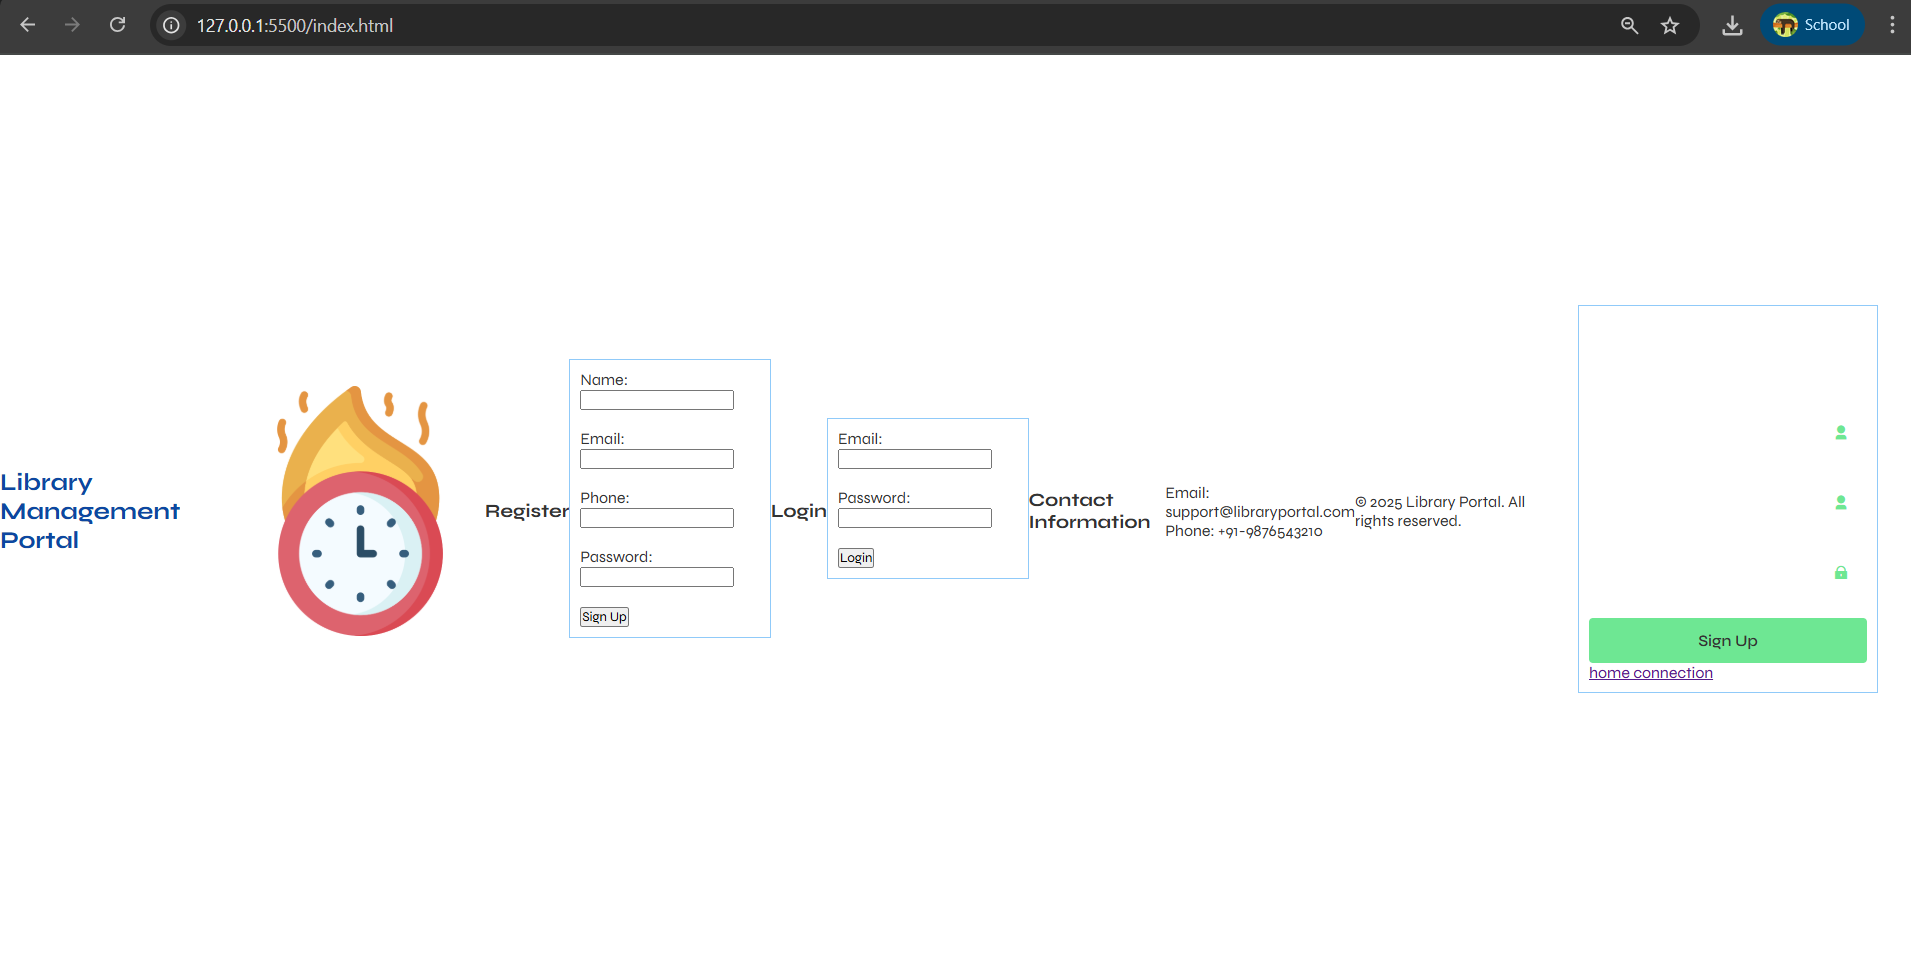 127.0.0.1:5500/index.html
School
Library
Management
Portal
Register
Name:
Email:
Phone:
Password:
Sign Up
Login
Email:
Password:
Login
Contact
Information
Email:
support@libraryportal.com
Phone: +91-9876543210
© 2025 Library Portal. All
rights reserved.
Sign Up
home connection